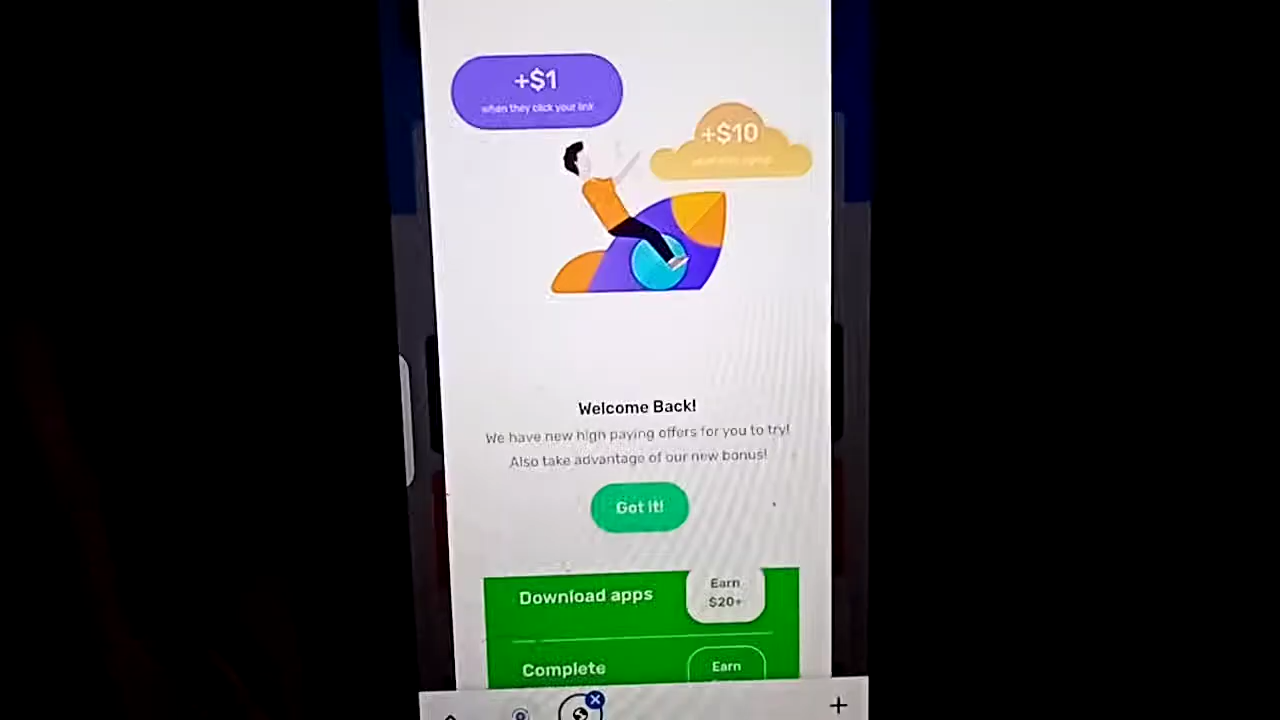 +$1
when they click your link
+$10
Welcome Back!
We have new high paying offers for you to try!
Also take advantage of our new bonus!
Got it!
Download apps
Earn
$20+
Complete
Earn